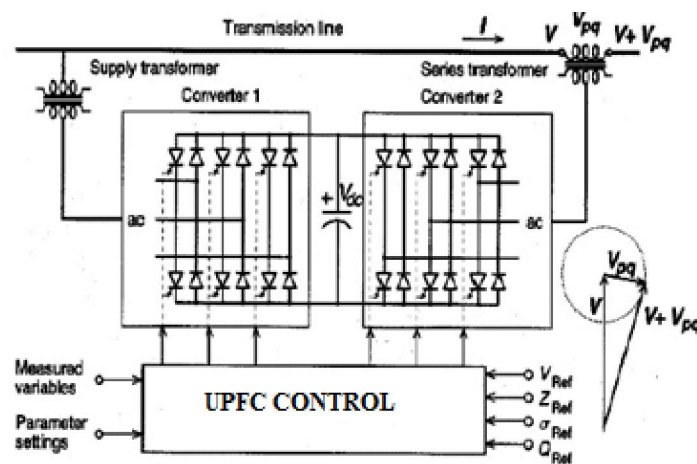 Transmission line
I
V
Vpq
V+ Vpq
Supply transformer
Series transformer
Converter 1
Converter 2
ac
+
Vdc
ac
Vpq
V
V+ Vpq
Measured
variables
Parameter
settings
UPFC CONTROL
VRef
ZRef
σRef
QRef